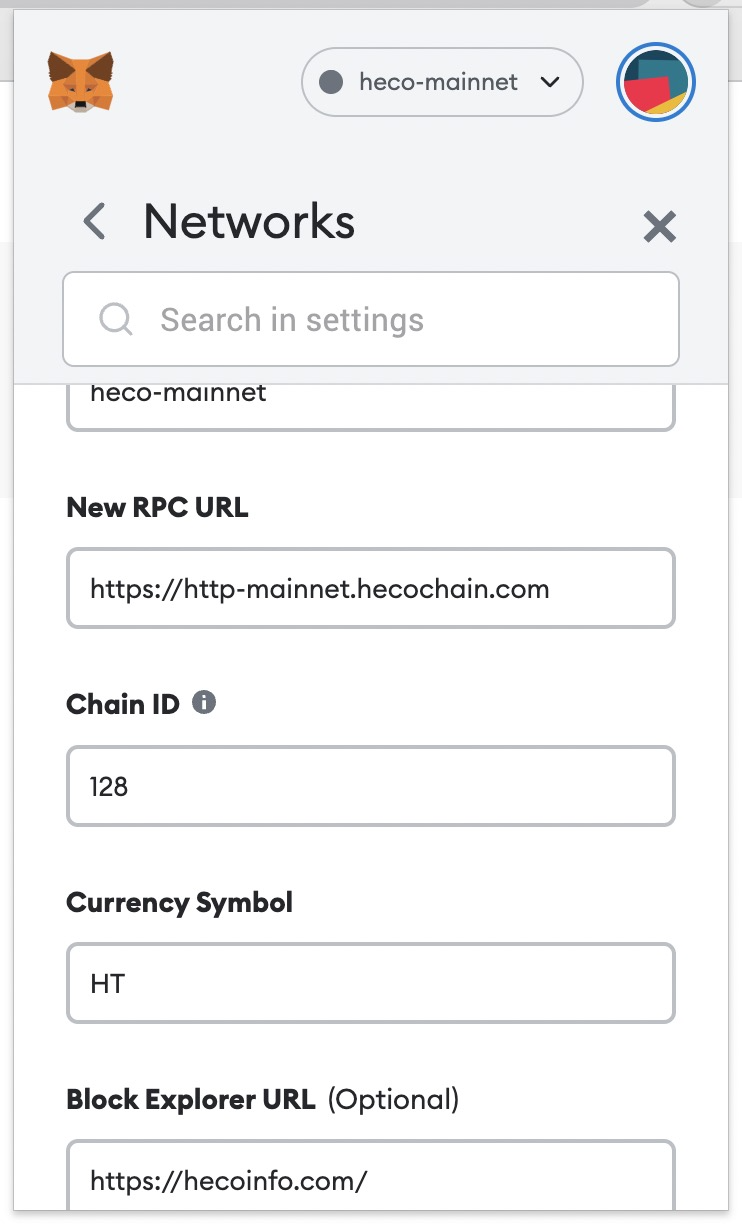 heco-mainnet
Networks
Search in settings
heco-mainnet
New RPC URL
https://http-mainnet.hecochain.com
Chain ID
128
Currency Symbol
HT
Block Explorer URL (Optional)
https://hecoinfo.com/